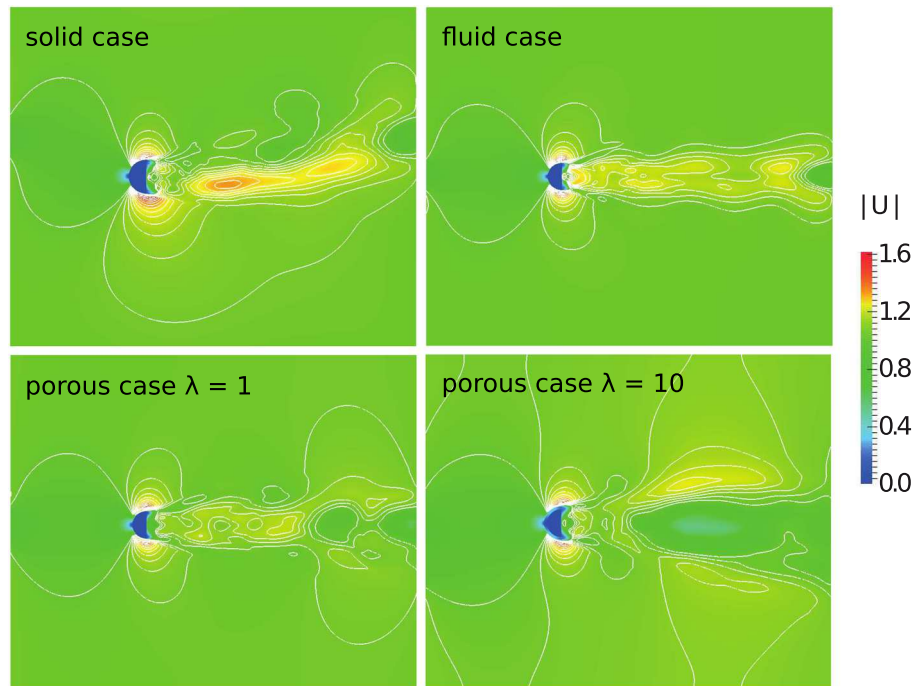 solid case
fluid case
|U|
1.6
1.2
0.8
0.4
0.0
porous case λ = 1
porous case λ = 10